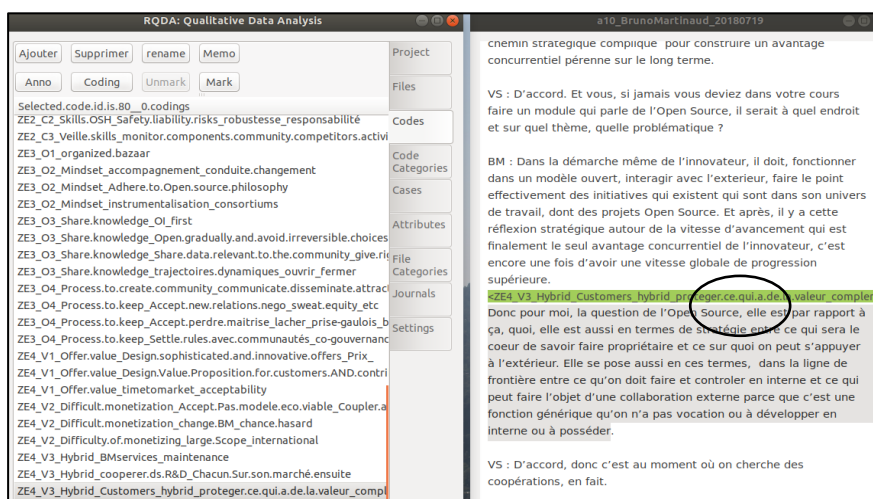 RQDA: Qualitative Data Analysis
Ajouter Supprimer rename Memo
Anno Coding Unmark Mark
Selected.code.id.is.80__0.codings
ZE2_C2_Skills.OSH_Safety.liability.risks_robustesse_responsabilité
ZE2_C3_Veille.skills_monitor.components.community.competitors.activi
ZE3_O1_organized.bazaar
ZE3_O2_Mindset_accompagnement_conduite.changement
ZE3_O2_Mindset_Adhere.to.Open.source.philosophy
ZE3_O2_Mindset_instrumentalisation_consortiums
ZE3_O3_Share.knowledge_OI_first
ZE3_O3_Share.knowledge_Open.gradually.and.avoid.irreversible.choices
ZE3_O3_Share.knowledge_Share.data.relevant.to.the.community_give.ri
ZE3_O3_Share.knowledge_trajectoires.dynamiques_ouvrir_fermer
ZE3_O4_Process.to.create.community_communicate.disseminate.attrac
ZE3_O4_Process.to.keep_Accept.new.relations.nego_sweat.equity_etc
ZE3_O4_Process.to.keep_Accept.perdre.maitrise_lacher_prise-gaulois_b
ZE3_O4_Process.to.keep_Settle.rules.avec.communautés_co-gouvernanc
ZE4_V1_Offer.value_Design.sophisticated.and.innovative.offers_Prix_
ZE4_V1_Offer.value_Design.Value.Proposition.for.customers.AND.contri
ZE4_V1_Offer.value_timetomarket_acceptability
ZE4_V2_Difficult.monetization_Accept.Pas.modele.eco.viable_Coupler.a
ZE4_V2_Difficult.monetization_change.BM_chance.hasard
ZE4_V2_Difficulty.of.monetizing_large.Scope_international
ZE4_V3_Hybrid_BMservices_maintenance
ZE4_V3_Hybrid_cooperer.ds.R&D_Chacun.Sur.son.marché.ensuite
ZE4_V3_Hybrid_Customers_hybrid_proteger.ce.qui.a.de.la.valeur_compl
Project
Files
Codes
Code
Categories
Cases
Attributes
File
Categories
Journals
Settings
a10_BrunoMartinaud_20180719
chemin stratégique compliqué pour construire un avantage
concurrentiel pérenne sur le long terme.
VS : D’accord. Et vous, si jamais vous deviez dans votre cours
faire un module qui parle de l’Open Source, il serait à quel endroit
et sur quel thème, quelle problématique ?
BM : Dans la démarche même de l’innovateur, il doit, fonctionner
dans un modèle ouvert, interagir avec l’exterieur, faire le point
effectivement des initiatives qui existent qui sont dans son univers
de travail, dont des projets Open Source. Et après, il y a cette
réflexion stratégique autour de la vitesse d’avancement qui est
finalement le seul avantage concurrentiel de l’innovateur, c’est
encore une fois d’avoir une vitesse globale de progression
supérieure.
<ZE4_V3_Hybrid_Customers_hybrid_proteger.ce.qui.a.de.la.valeur_compler
Donc pour moi, la question de l’Open Source, elle est par rapport à
ça, quoi, elle est aussi en termes de stratégie entre ce qui sera le
coeur de savoir faire propriétaire et ce sur quoi on peut s’appuyer
à l’extérieur. Elle se pose aussi en ces termes, dans la ligne de
frontière entre ce qu’on doit faire et controler en interne et ce qui
peut faire l’objet d’une collaboration externe parce que c’est une
fonction générique qu’on n’a pas vocation ou à développer en
interne ou à posséder.
VS : D’accord, donc c’est au moment où on cherche des
coopérations, en fait.